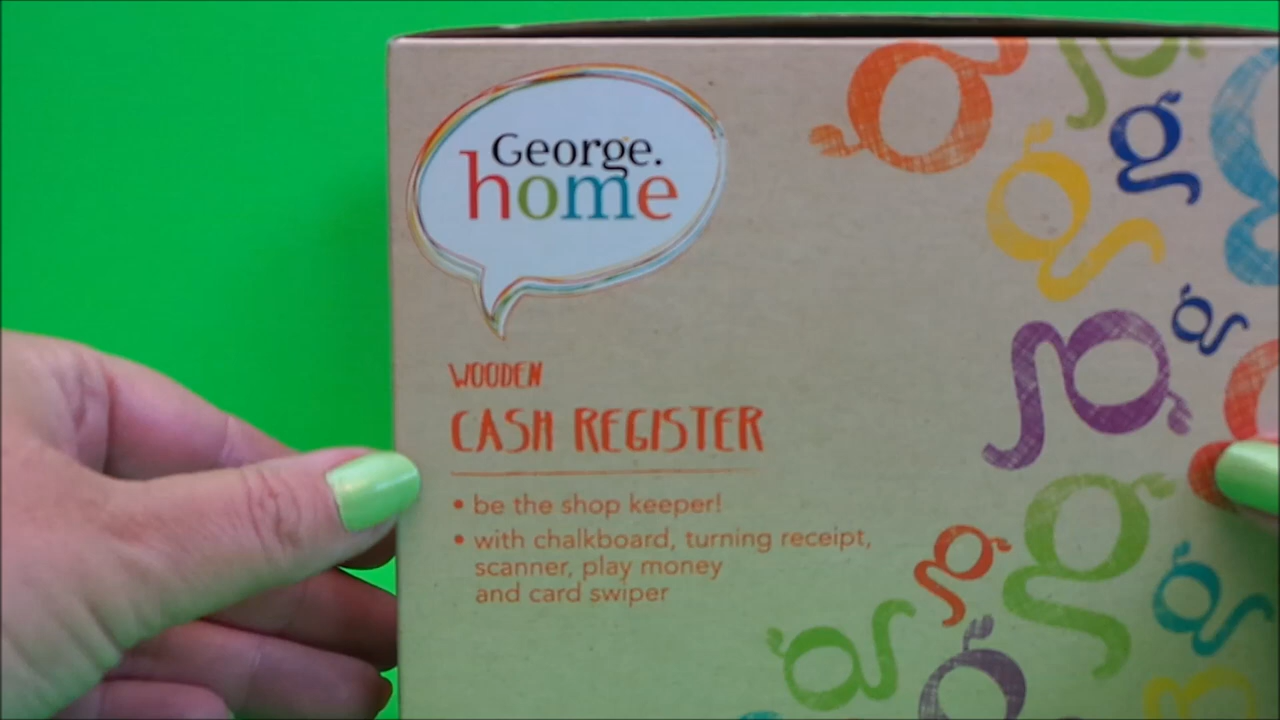 George.
home
WOODEN
CASH REGISTER
• be the shop keeper!
• with chalkboard, turning receipt,
scanner, play money
and card swiper